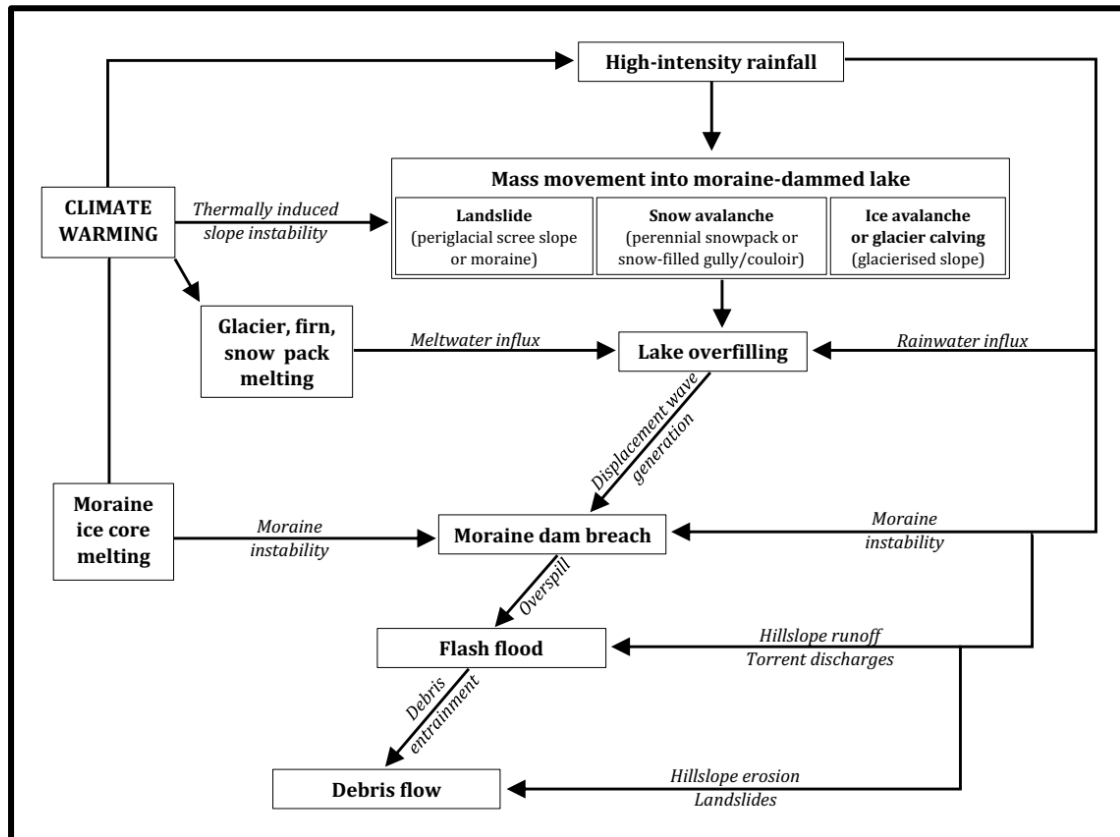 High-intensity rainfall
Mass movement into moraine-dammed lake
Landslide
(periglacial scree slope
or moraine)
Snow avalanche
(perennial snowpack or
snow-filled gully/couloir)
Ice avalanche
or glacier calving
(glacierised slope)
CLIMATE
WARMING
Thermally induced
slope instability
Glacier, firn,
snow pack
melting
Meltwater influx
Lake overfilling
Rainwater influx
Displacement wave
generation
Moraine
ice core
melting
Moraine
instability
Moraine dam breach
Moraine
instability
Overspill
Flash flood
Hillslope runoff
Torrent discharges
Debris
entrainment
Debris flow
Hillslope erosion
Landslides